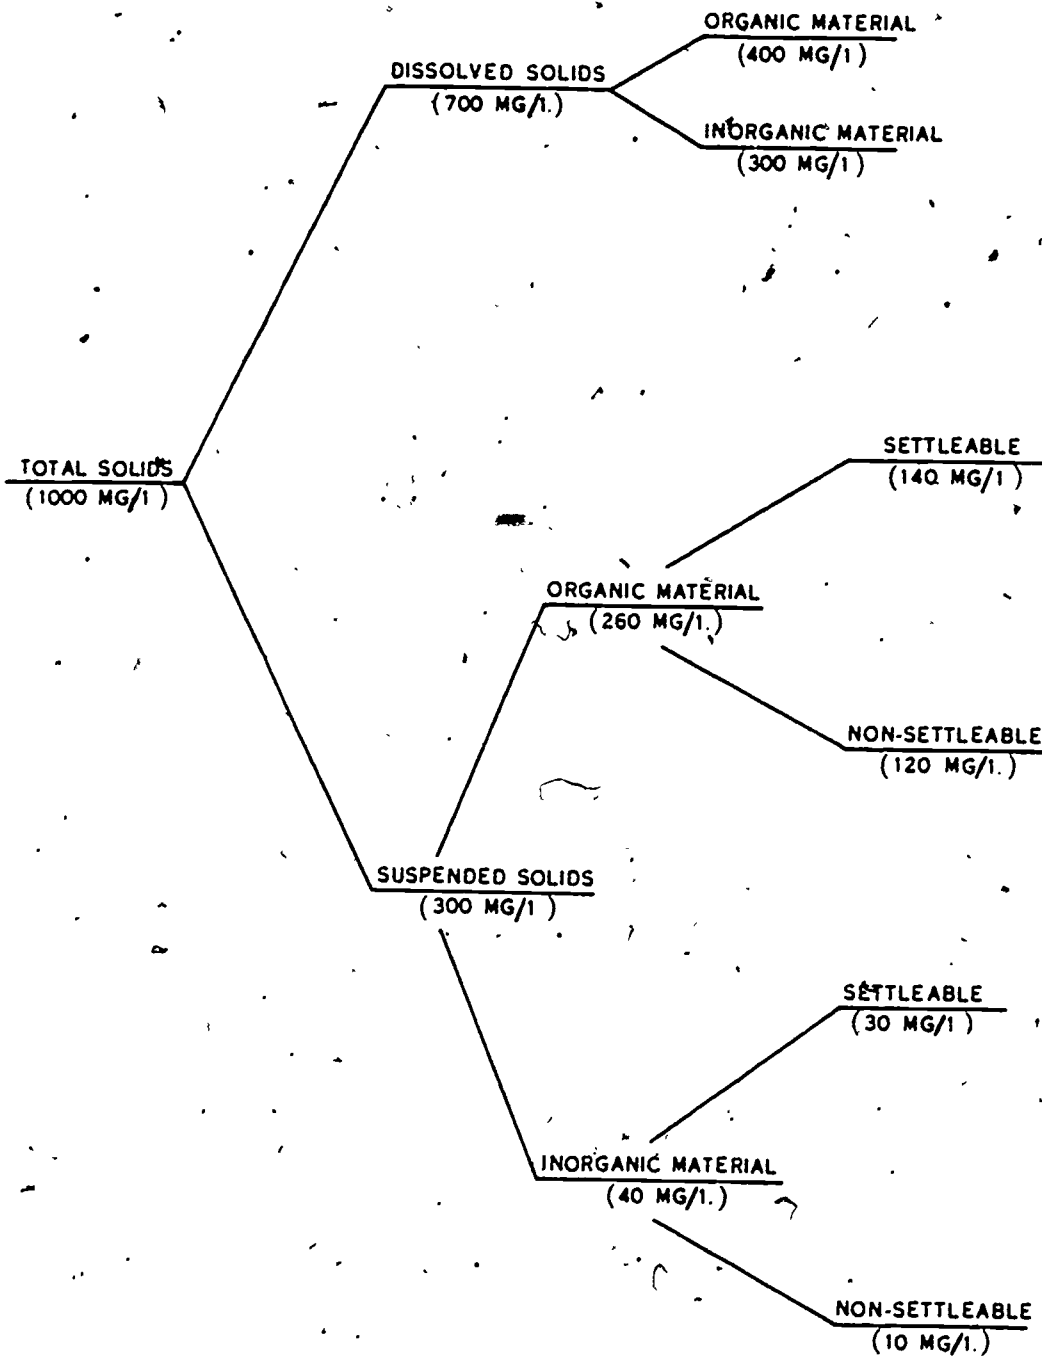 ORGANIC MATERIAL
(400 MG/1)
DISSOLVED SOLIDS
(700 MG/1.)
INORGANIC MATERIAL
(300 MG/1)
SETTLEABLE
(140 MG/1)
TOTAL SOLIDS
(1000 MG/1)
ORGANIC MATERIAL
(260 MG/1.)
NON-SETTLEABLE
(120 MG/1.)
SUSPENDED SOLIDS
(300 MG/1)
SETTLEABLE
(30 MG/1)
INORGANIC MATERIAL
(40 MG/1.)
NON-SETTLEABLE
(10 MG/1.)